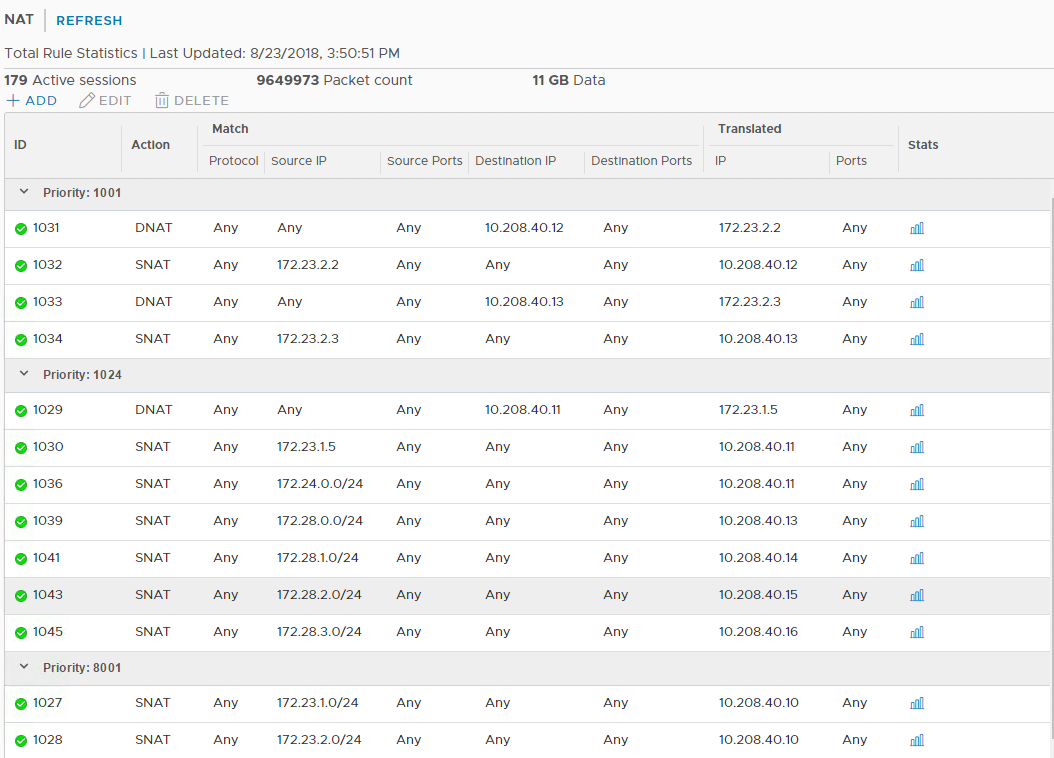 NAT REFRESH
Total Rule Statistics | Last Updated: 8/23/2018, 3:50:51 PM
179 Active sessions 9649973 Packet count 11 GB Data
+ ADD EDIT DELETE
Match Translated
ID Action Stats
Protocol Source IP Source Ports Destination IP Destination Ports IP Ports
Priority: 1001
1031 DNAT Any Any Any 10.208.40.12 Any 172.23.2.2 Any
1032 SNAT Any 172.23.2.2 Any Any Any 10.208.40.12 Any
1033 DNAT Any Any Any 10.208.40.13 Any 172.23.2.3 Any
1034 SNAT Any 172.23.2.3 Any Any Any 10.208.40.13 Any
Priority: 1024
1029 DNAT Any Any Any 10.208.40.11 Any 172.23.1.5 Any
1030 SNAT Any 172.23.1.5 Any Any Any 10.208.40.11 Any
1036 SNAT Any 172.24.0.0/24 Any Any Any 10.208.40.11 Any
1039 SNAT Any 172.28.0.0/24 Any Any Any 10.208.40.13 Any
1041 SNAT Any 172.28.1.0/24 Any Any Any 10.208.40.14 Any
1043 SNAT Any 172.28.2.0/24 Any Any Any 10.208.40.15 Any
1045 SNAT Any 172.28.3.0/24 Any Any Any 10.208.40.16 Any
Priority: 8001
1027 SNAT Any 172.23.1.0/24 Any Any Any 10.208.40.10 Any
1028 SNAT Any 172.23.2.0/24 Any Any Any 10.208.40.10 Any